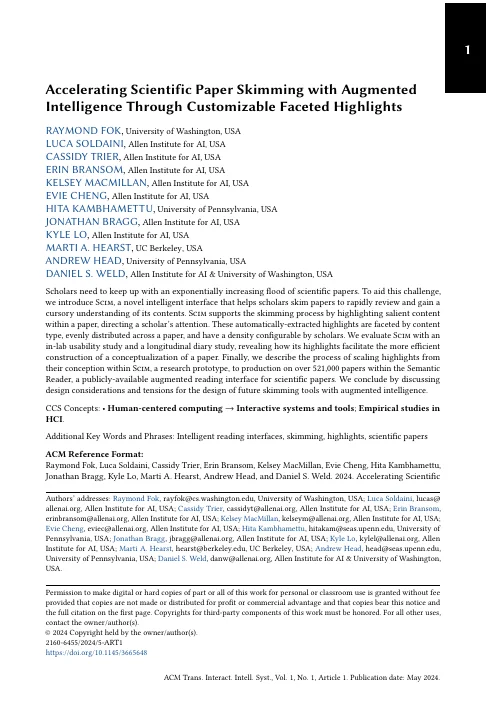 1
Accelerating Scientific Paper Skimming with Augmented
Intelligence Through Customizable Faceted Highlights
RAYMOND FOK, University of Washington, USA
LUCA SOLDAINI, Allen Institute for AI, USA
CASSIDY TRIER, Allen Institute for AI, USA
ERIN BRANSOM, Allen Institute for AI, USA
KELSEY MACMILLAN, Allen Institute for AI, USA
EVIE CHENG, Allen Institute for AI, USA
HITA KAMBHAMETTU, University of Pennsylvania, USA
JONATHAN BRAGG, Allen Institute for AI, USA
KYLE LO, Allen Institute for AI, USA
MARTI A. HEARST, UC Berkeley, USA
ANDREW HEAD, University of Pennsylvania, USA
DANIEL S. WELD, Allen Institute for AI & University of Washington, USA
Scholars need to keep up with an exponentially increasing flood of scientific papers. To aid this challenge,
we introduce Scim, a novel intelligent interface that helps scholars skim papers to rapidly review and gain a
cursory understanding of its contents. Scim supports the skimming process by highlighting salient content
within a paper, directing a scholar's attention. These automatically-extracted highlights are faceted by content
type, evenly distributed across a paper, and have a density configurable by scholars. We evaluate Scim with an
in-lab usability study and a longitudinal diary study, revealing how its highlights facilitate the more efficient
construction of a conceptualization of a paper. Finally, we describe the process of scaling highlights from
their conception within Scim, a research prototype, to production on over 521,000 papers within the Semantic
Reader, a publicly-available augmented reading interface for scientific papers. We conclude by discussing
design considerations and tensions for the design of future skimming tools with augmented intelligence.
CCS Concepts: • Human-centered computing → Interactive systems and tools; Empirical studies in
HCI.
Additional Key Words and Phrases: Intelligent reading interfaces, skimming, highlights, scientific papers
ACM Reference Format:
Raymond Fok, Luca Soldaini, Cassidy Trier, Erin Bransom, Kelsey MacMillan, Evie Cheng, Hita Kambhamettu,
Jonathan Bragg, Kyle Lo, Marti A. Hearst, Andrew Head, and Daniel S. Weld. 2024. Accelerating Scientific
Authors' addresses: Raymond Fok, rayfok@cs.washington.edu, University of Washington, USA; Luca Soldaini, lucas@
allenai.org, Allen Institute for AI, USA; Cassidy Trier, cassidyt@allenai.org, Allen Institute for AI, USA; Erin Bransom,
erinbransom@allenai.org, Allen Institute for AI, USA; Kelsey MacMillan, kelseym@allenai.org, Allen Institute for AI, USA;
Evie Cheng, eviec@allenai.org, Allen Institute for AI, USA; Hita Kambhamettu, hitakam@seas.upenn.edu, University of
Pennsylvania, USA; Jonathan Bragg, jbragg@allenai.org, Allen Institute for AI, USA; Kyle Lo, kylel@allenai.org, Allen
Institute for AI, USA; Marti A. Hearst, hearst@berkeley.edu, UC Berkeley, USA; Andrew Head, head@seas.upenn.edu,
University of Pennsylvania, USA; Daniel S. Weld, danw@allenai.org, Allen Institute for AI & University of Washington,
USA.
Permission to make digital or hard copies of part or all of this work for personal or classroom use is granted without fee
provided that copies are not made or distributed for profit or commercial advantage and that copies bear this notice and
the full citation on the first page. Copyrights for third-party components of this work must be honored. For all other uses,
contact the owner/author(s).
© 2024 Copyright held by the owner/author(s).
2160-6455/2024/5-ART1
https://doi.org/10.1145/3665648
ACM Trans. Interact. Intell. Syst., Vol. 1, No. 1, Article 1. Publication date: May 2024.